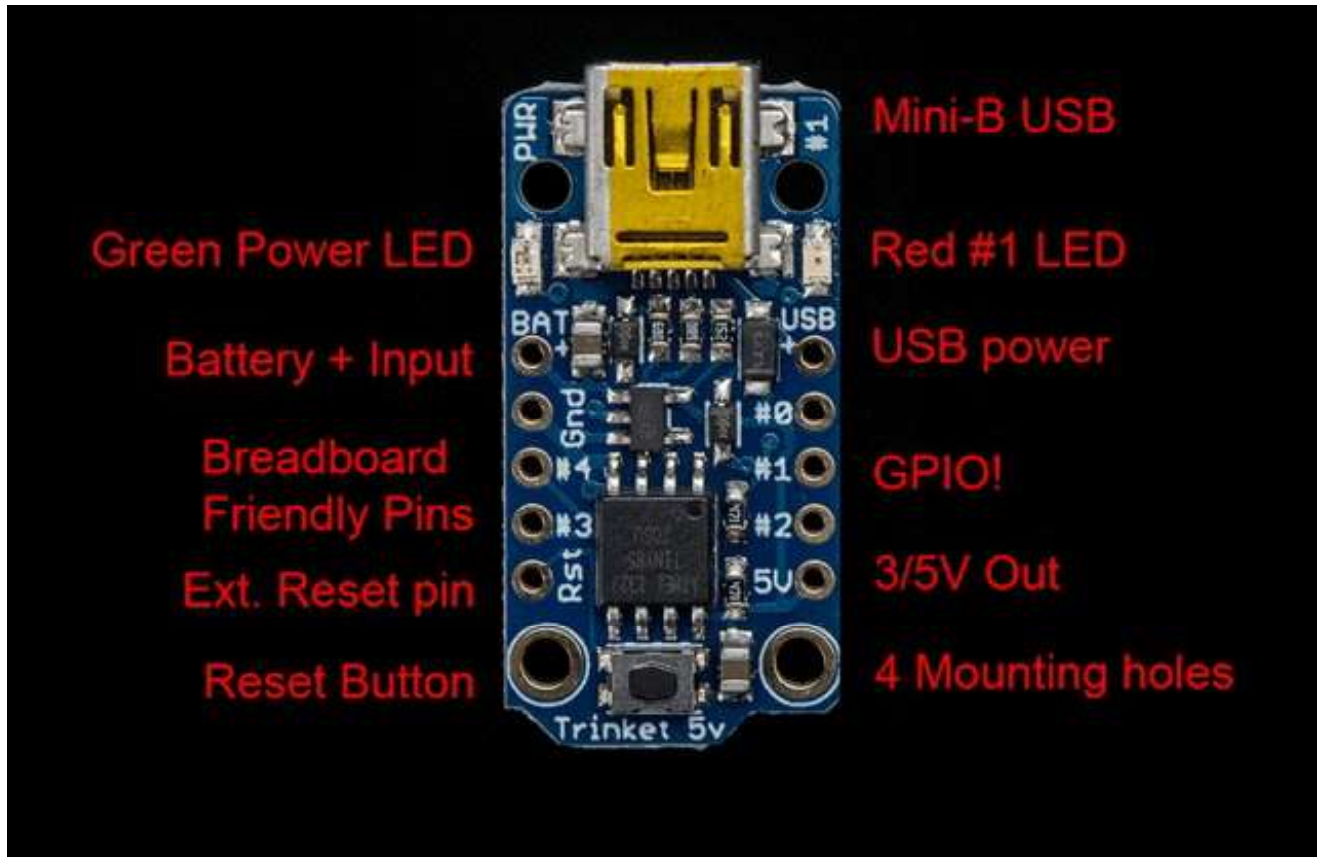 PWR
#1
Mini-B USB
Green Power LED
Red #1 LED
BAT
+
USB
+
Battery + Input
USB power
Gnd
#0
Breadboard
Friendly Pins
#4
#1
GPIO!
#3
#2
Ext. Reset pin
Rst
5V
3/5V Out
Reset Button
4 Mounting holes
Trinket 5v